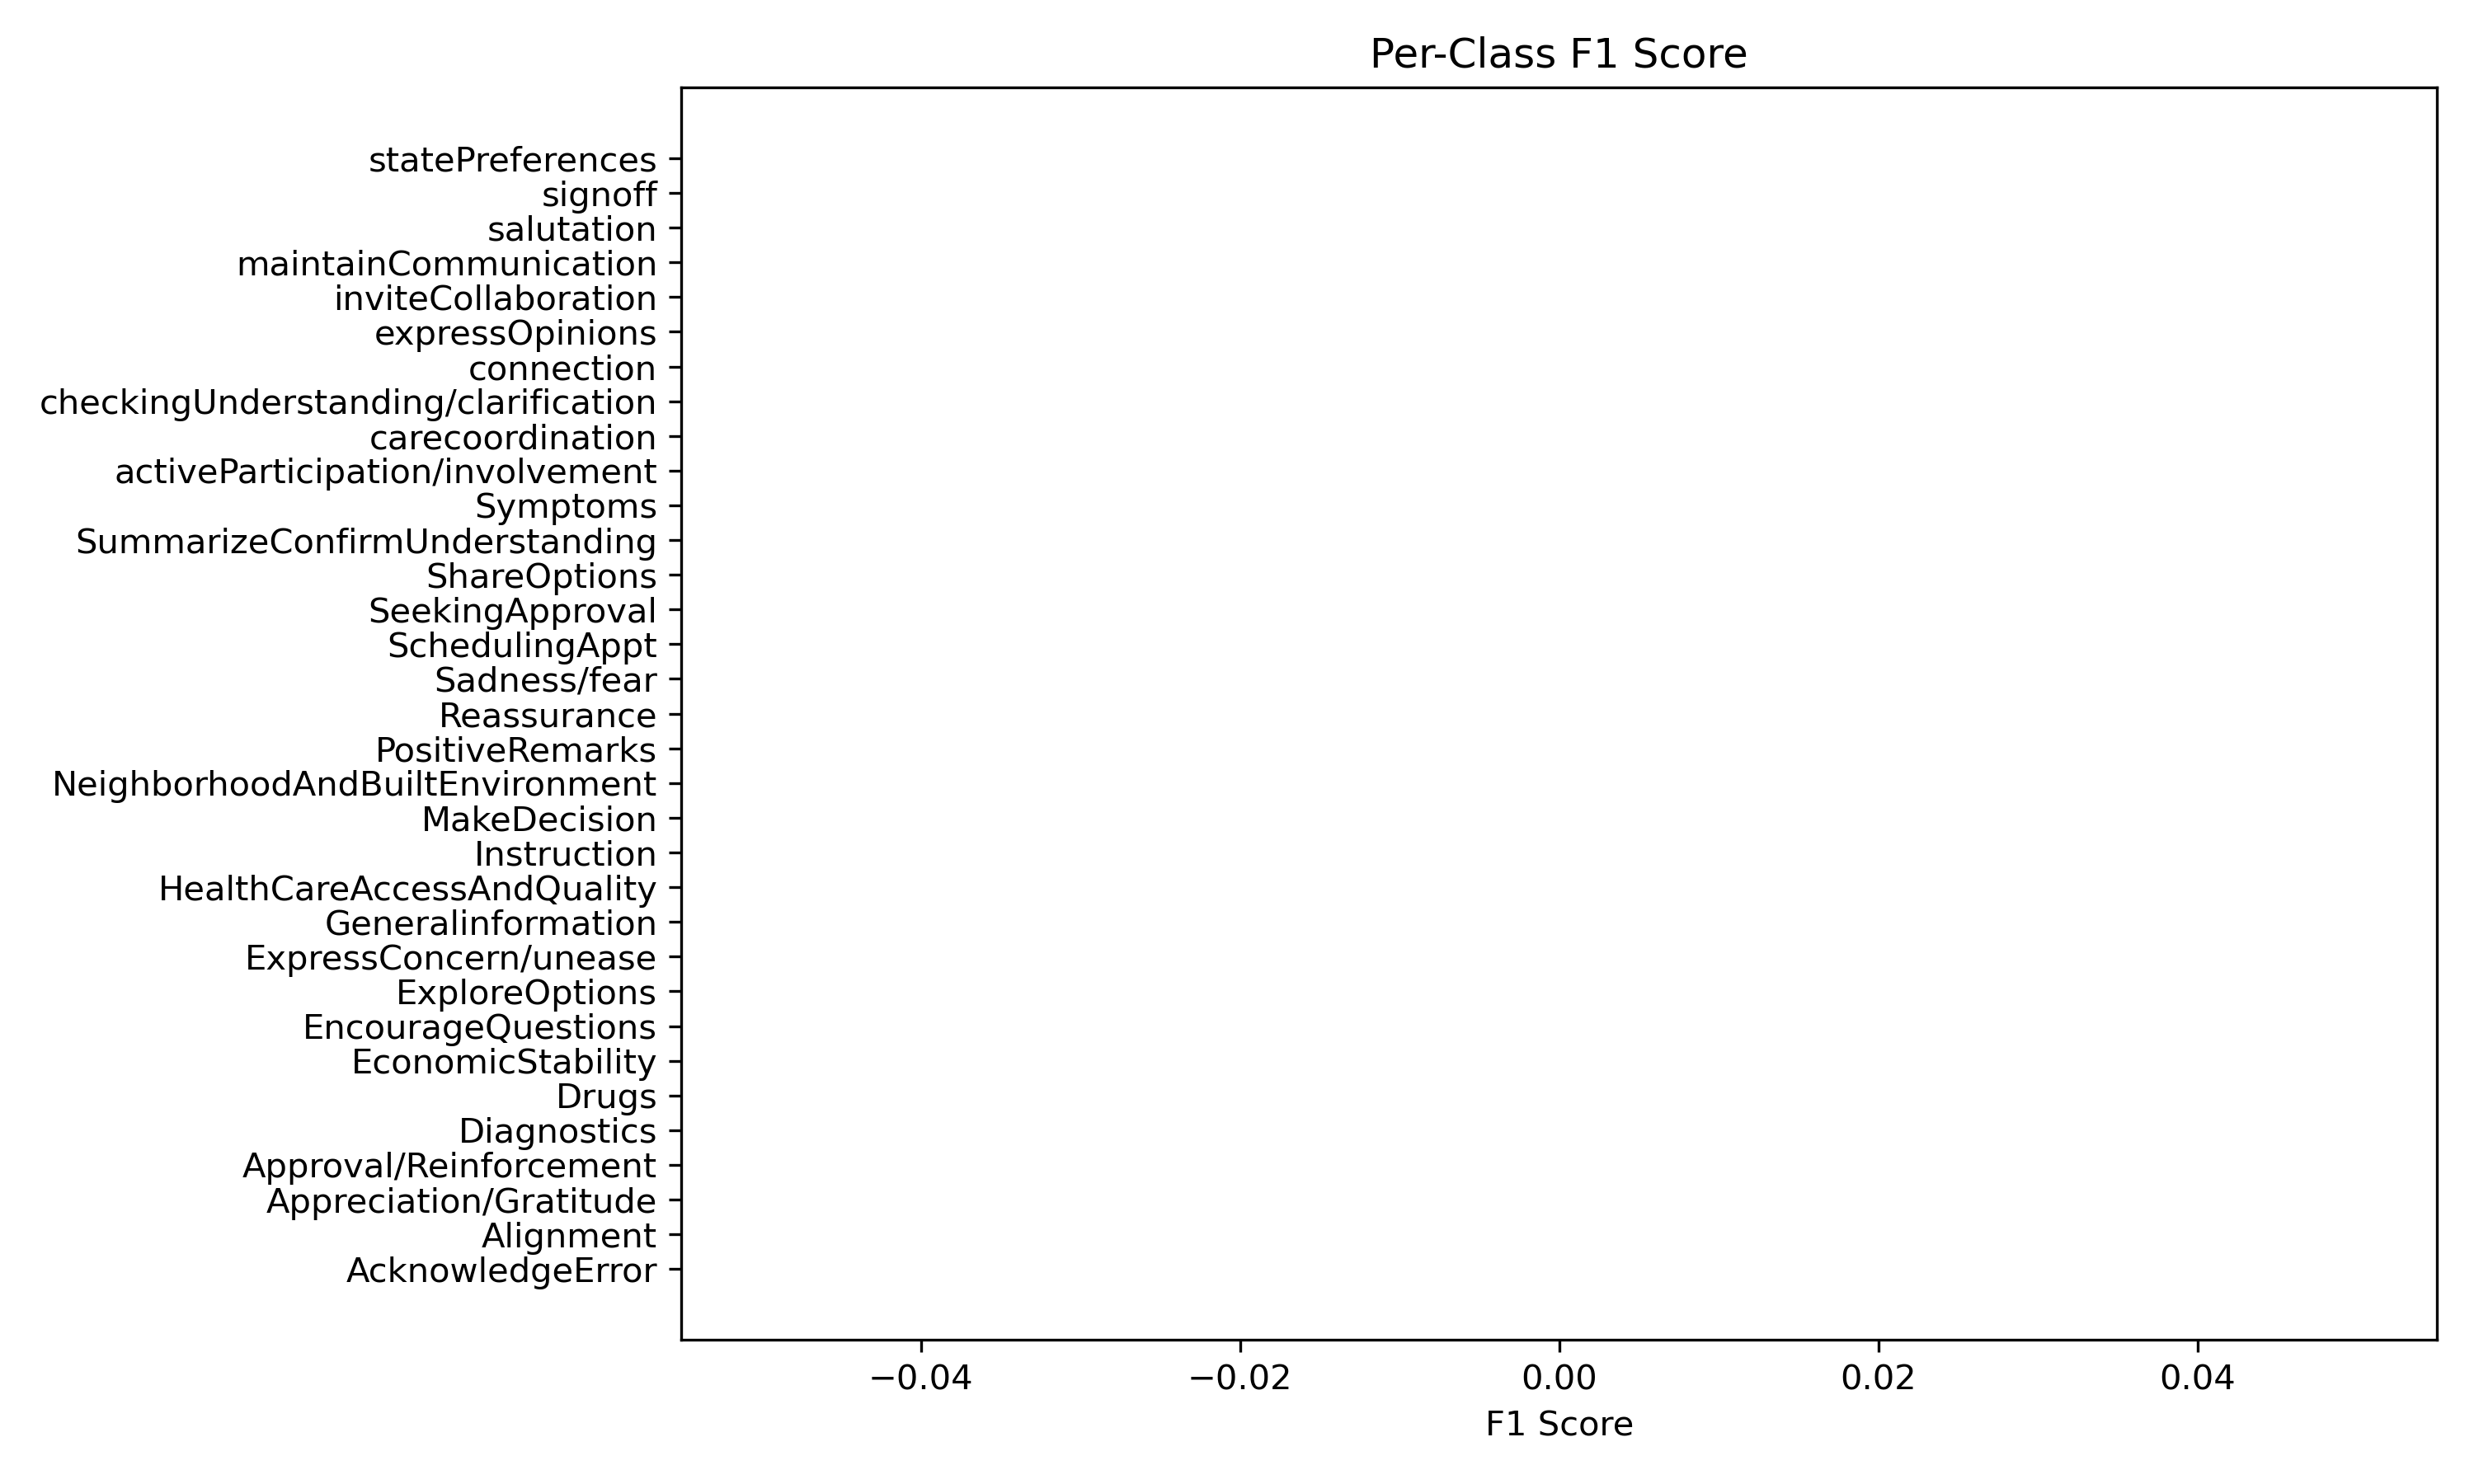 Per-Class F1 Score
statePreferences
signoff
salutation
maintainCommunication
inviteCollaboration
expressOpinions
connection
checkingUnderstanding/clarification
carecoordination
activeParticipation/involvement
Symptoms
SummarizeConfirmUnderstanding
ShareOptions
SeekingApproval
SchedulingAppt
Sadness/fear
Reassurance
PositiveRemarks
NeighborhoodAndBuiltEnvironment
MakeDecision
Instruction
HealthCareAccessAndQuality
GeneralInformation
ExpressConcern/unease
ExploreOptions
EncourageQuestions
EconomicStability
Drugs
Diagnostics
Approval/Reinforcement
Appreciation/Gratitude
Alignment
AcknowledgeError
−0.04 −0.02 0.00 0.02 0.04
F1 Score